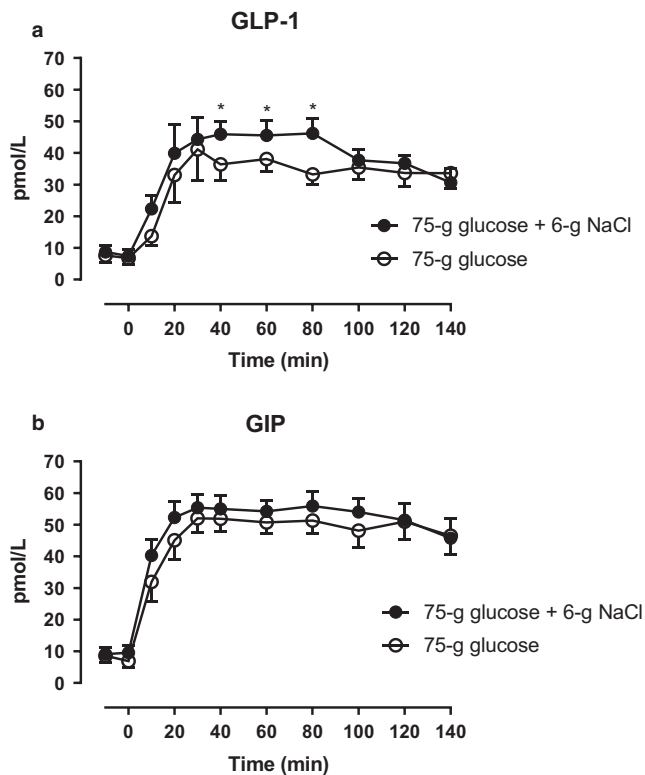 GLP-1
a
70
60
50
40
30
20
10
0
pmol/L
* * *
75-g glucose + 6-g NaCl
75-g glucose
0 20 40 60 80 100 120 140
Time (min)
GIP
b
70
60
50
40
30
20
10
0
pmol/L
75-g glucose + 6-g NaCl
75-g glucose
0 20 40 60 80 100 120 140
Time (min)